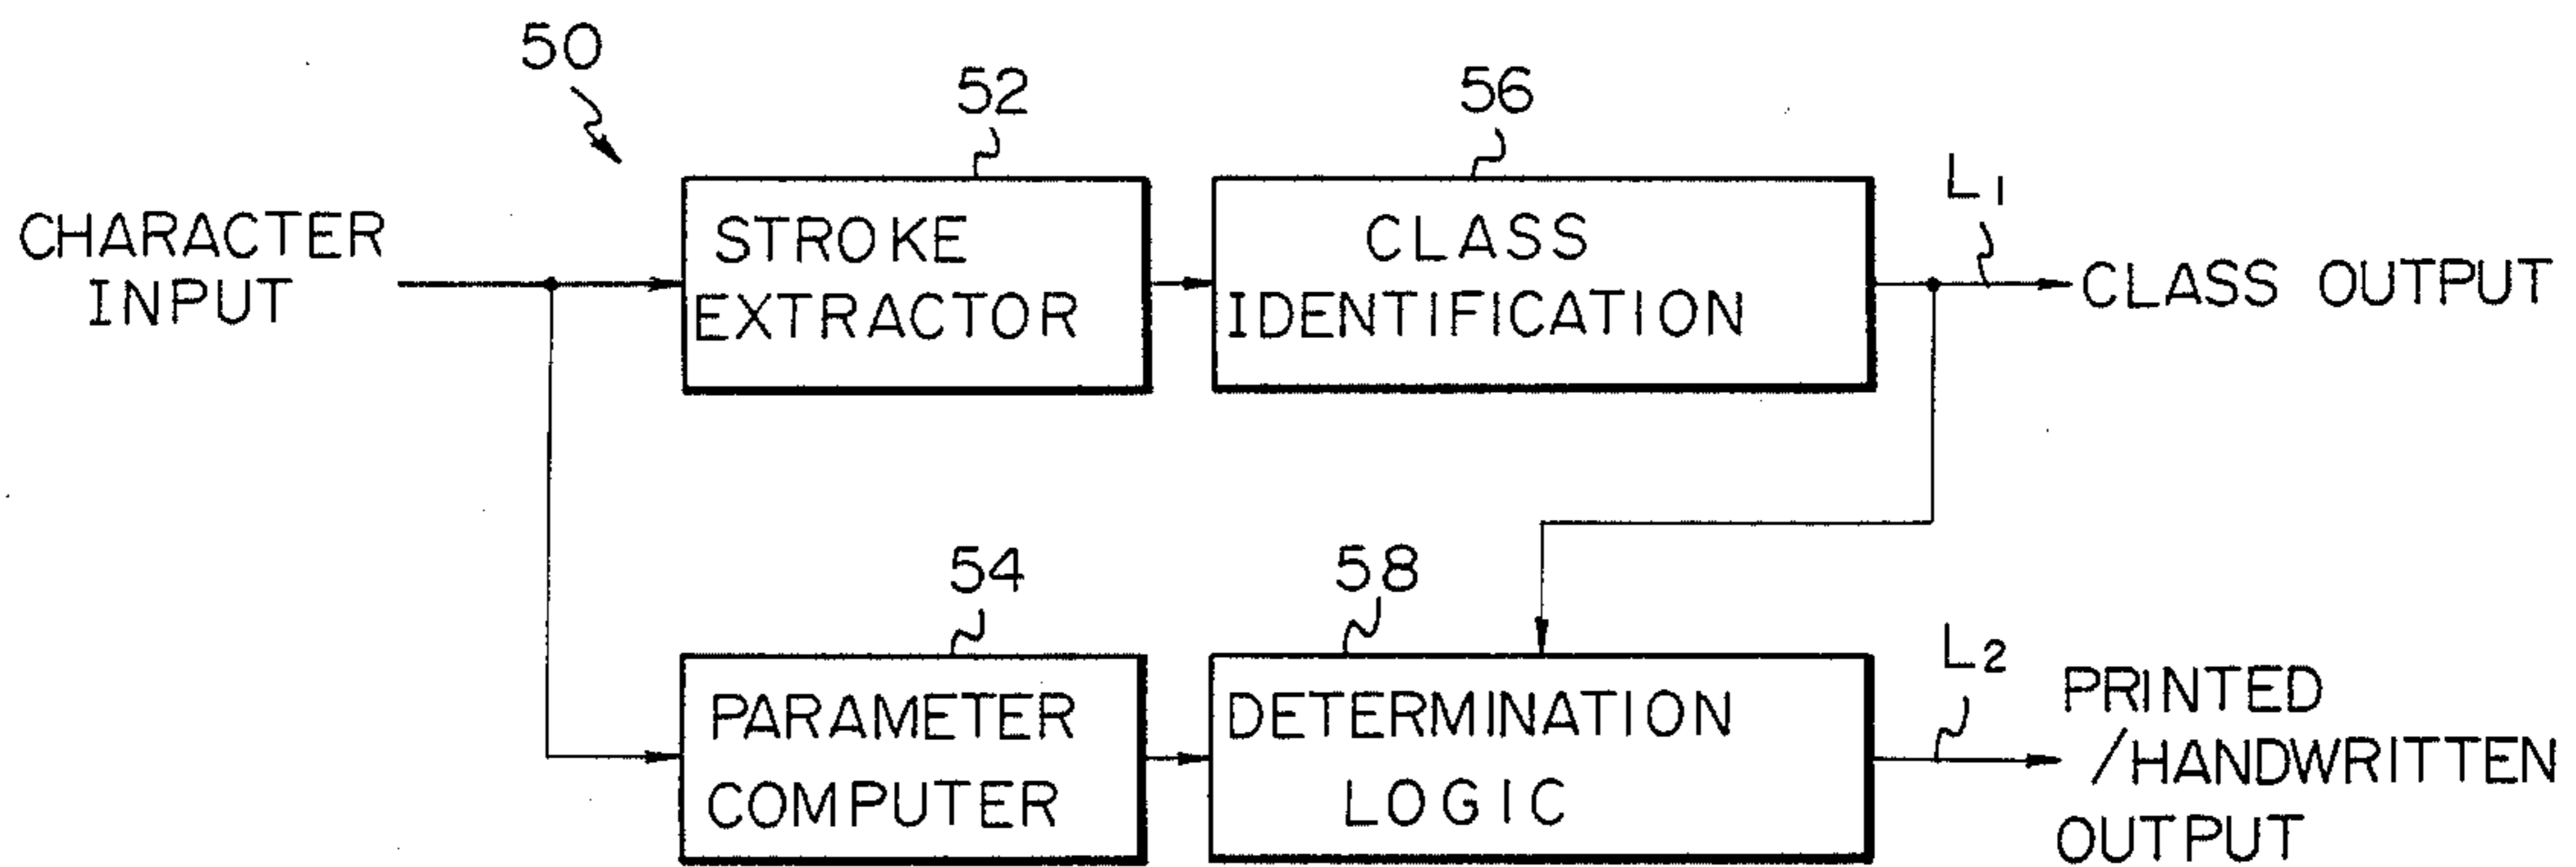 50
52
56
L1
CHARACTER
INPUT
STROKE
EXTRACTOR
CLASS
IDENTIFICATION
CLASS OUTPUT
54
58
L2
PARAMETER
COMPUTER
DETERMINATION
LOGIC
PRINTED
/HANDWRITTEN
OUTPUT